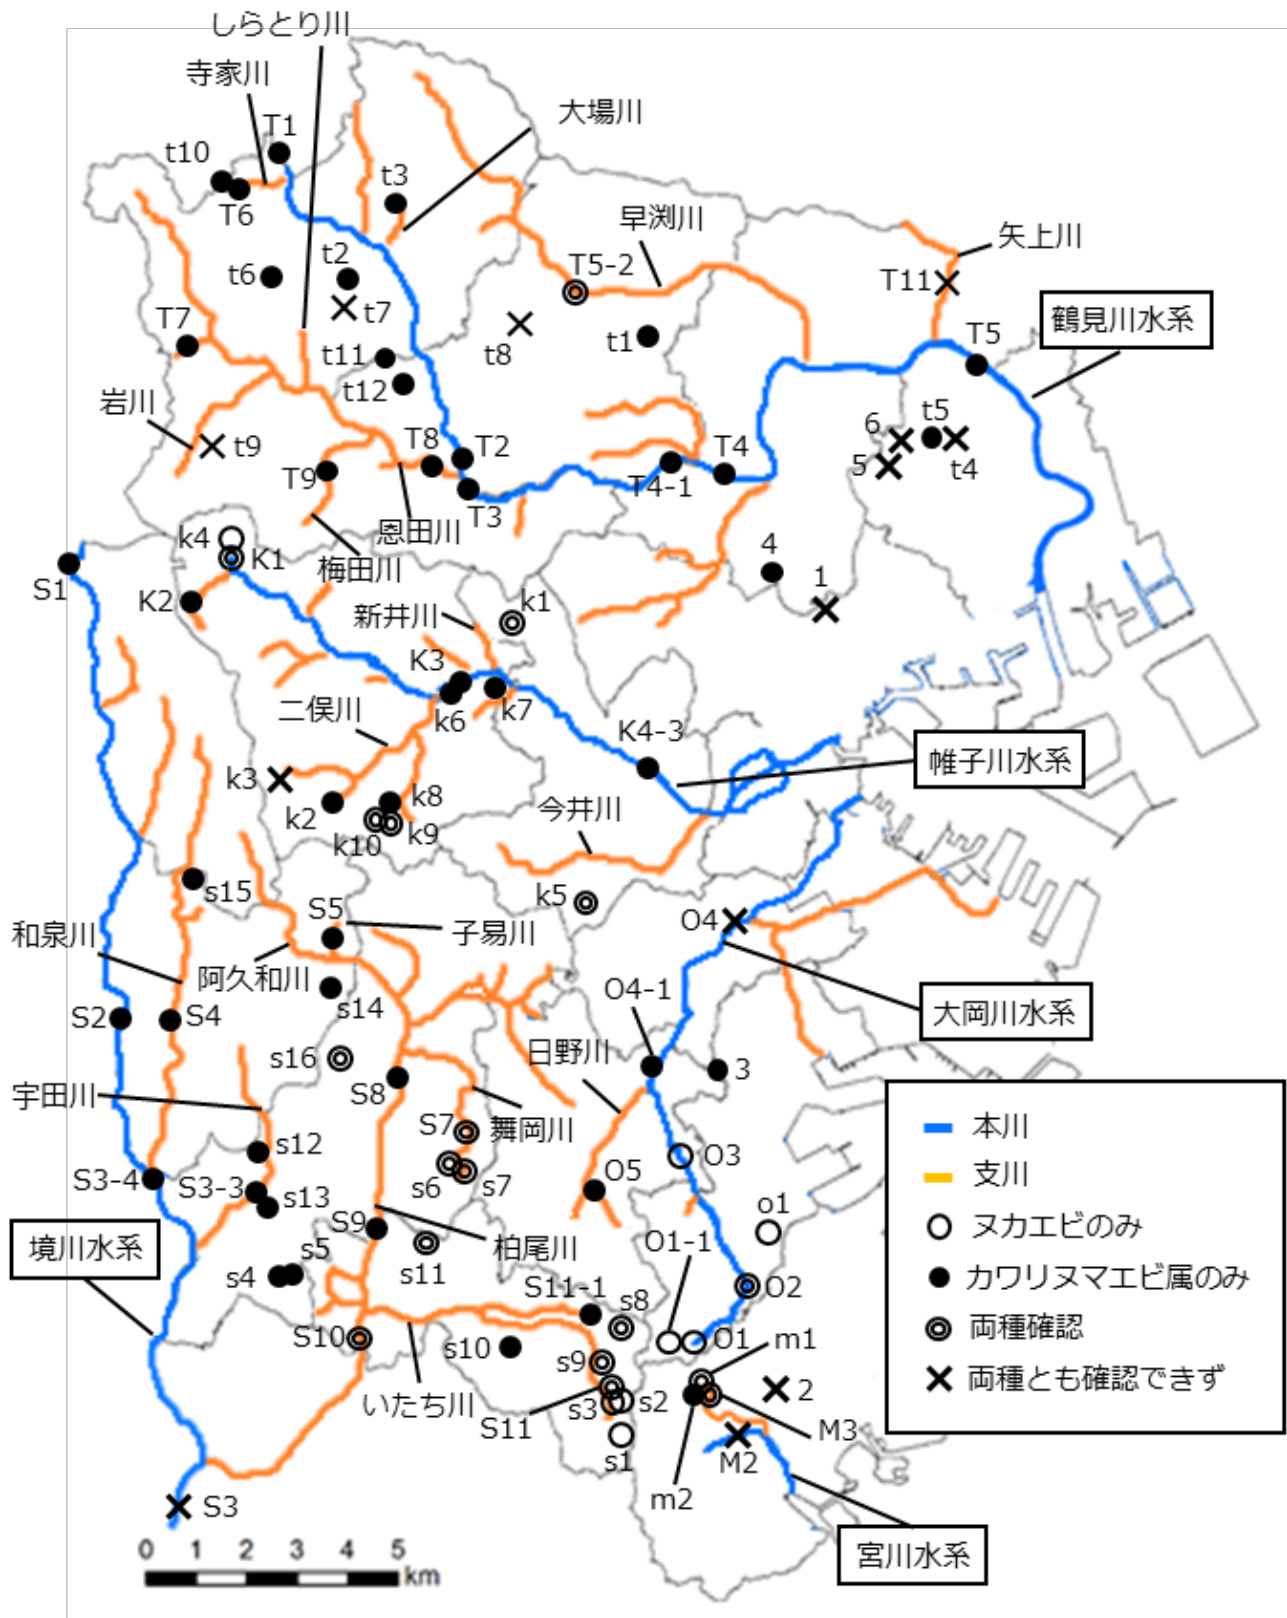 しらとり川
寺家川
大場川
T1
t10
t3
T6
早渕川
矢上川
t2
T5-2
T11
t6
鶴見川水系
t7
T7
t8
t1
T5
t11
t12
岩川
t9
6
t5
T8
T2
T4
5
t4
T9
T4-1
T3
恩田川
k4
K1
梅田川
4
1
S1
K2
新井川
k1
K3
二俣川
k6
k7
K4-3
帷子川水系
k3
k2
k8
今井川
k10
k9
s15
k5
S5
子易川
O4
和泉川
阿久和川
s14
O4-1
大岡川水系
S2
S4
s16
日野川
3
宇田川
S8
本川
S7
舞岡川
支川
s12
O3
S3-4
S3-3
s6
s7
O5
ヌカエビのみ
s13
o1
境川水系
S9
柏尾川
O1-1
カワリヌマエビ属のみ
s5
s4
s11
S11-1
O2
s8
両種確認
S10
s10
O1
m1
s9
両種とも確認できず
いたち川
S11
s3
s2
2
M3
s1
M2
m2
S3
宮川水系
0 1 2 3 4 5
km